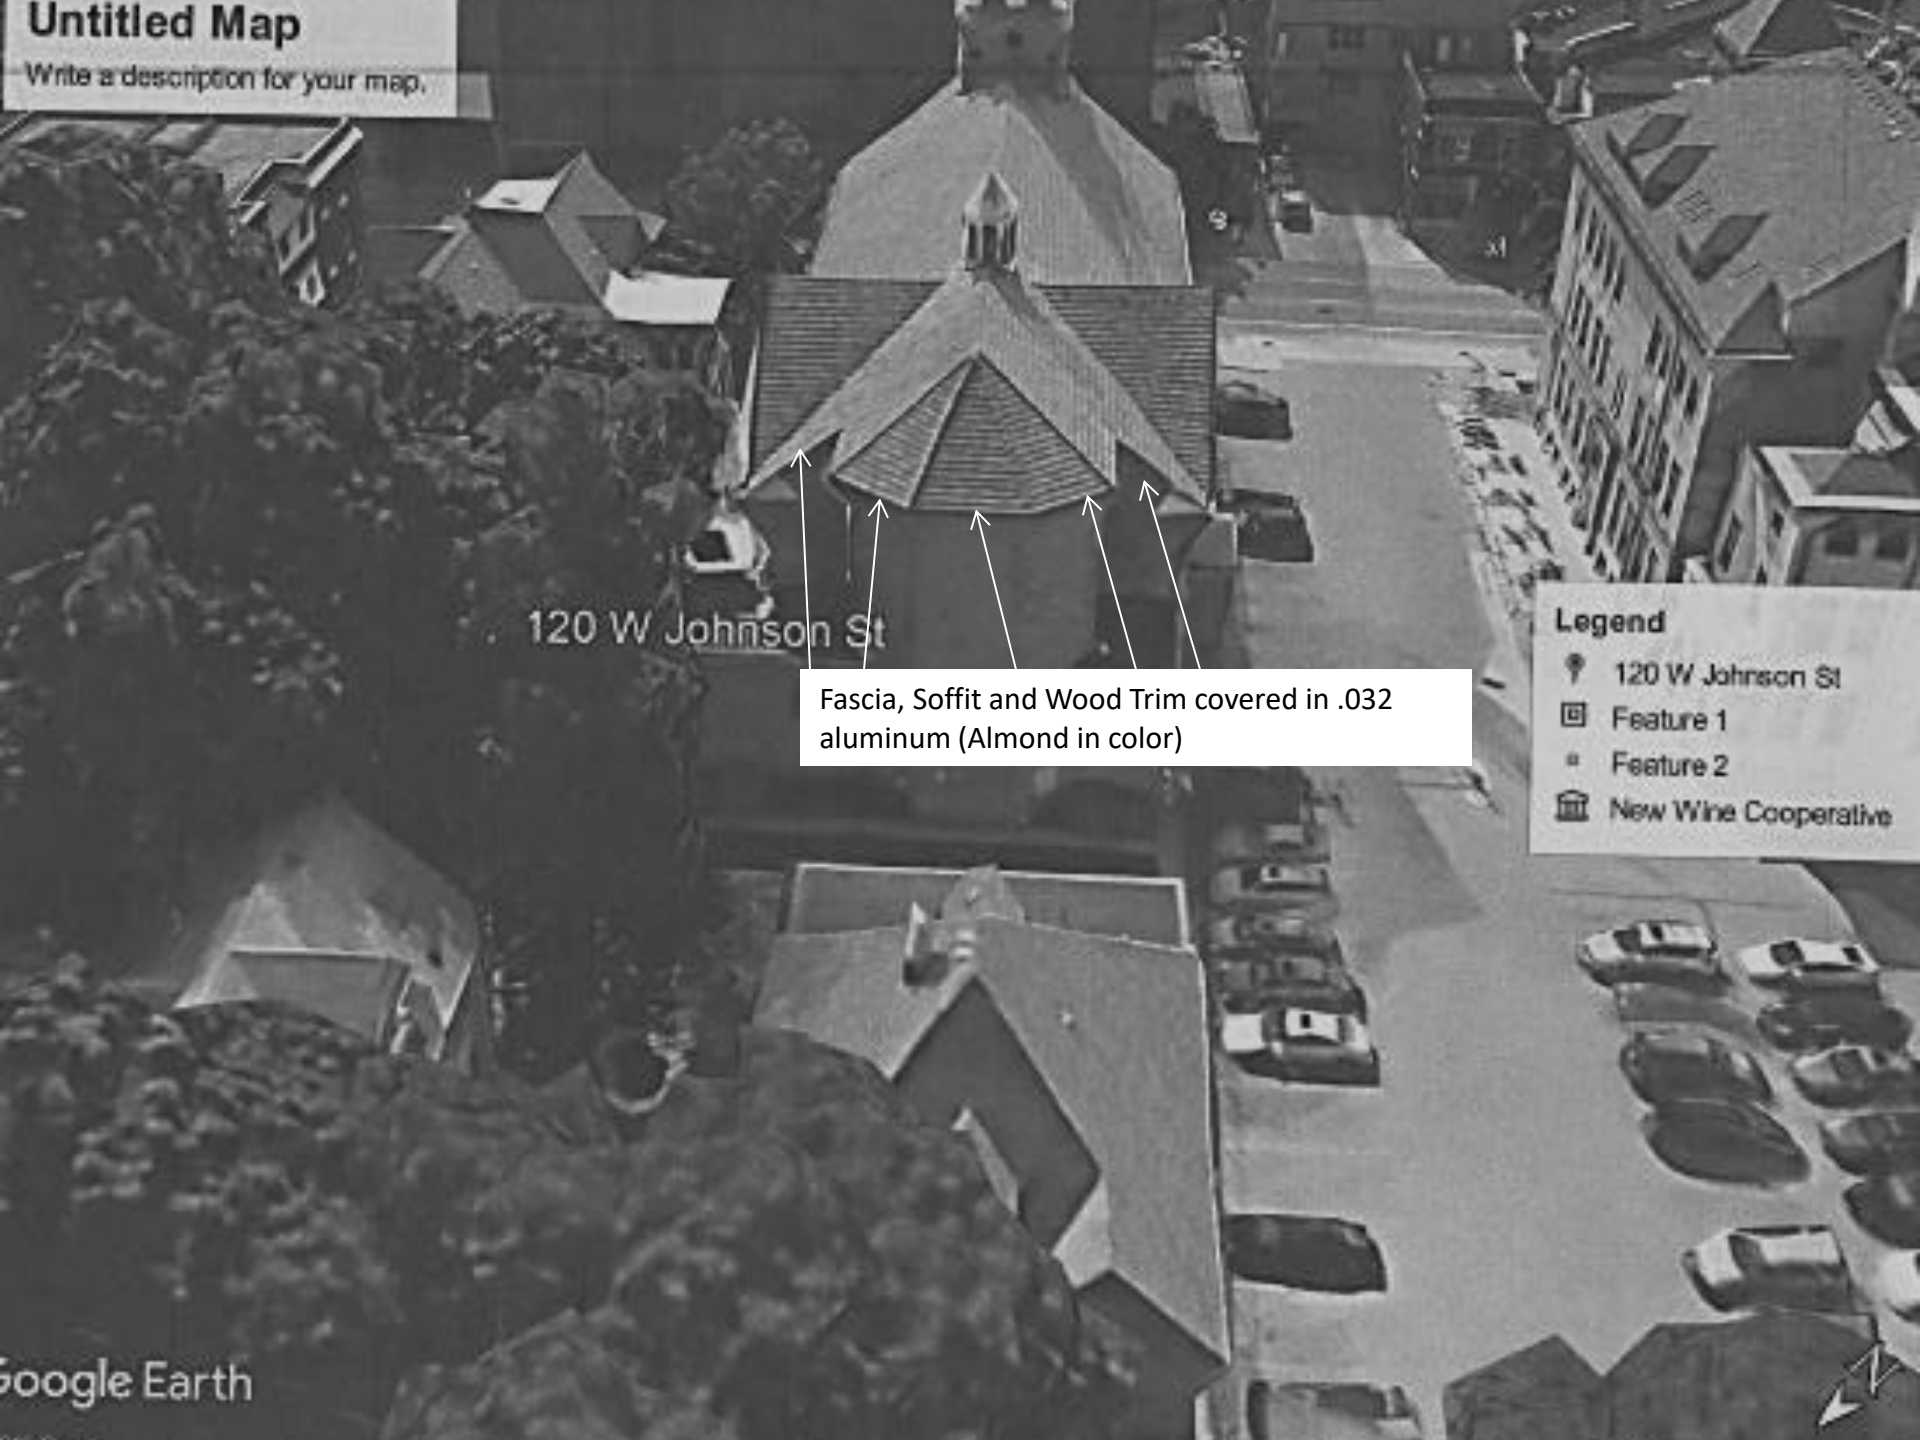 Untitled Map
Write a description for your map.
120 W Johnson St
Fascia, Soffit and Wood Trim covered in .032
aluminum (Almond in color)
Legend
120 W Johnson St
Feature 1
Feature 2
New Wine Cooperative
Google Earth
N